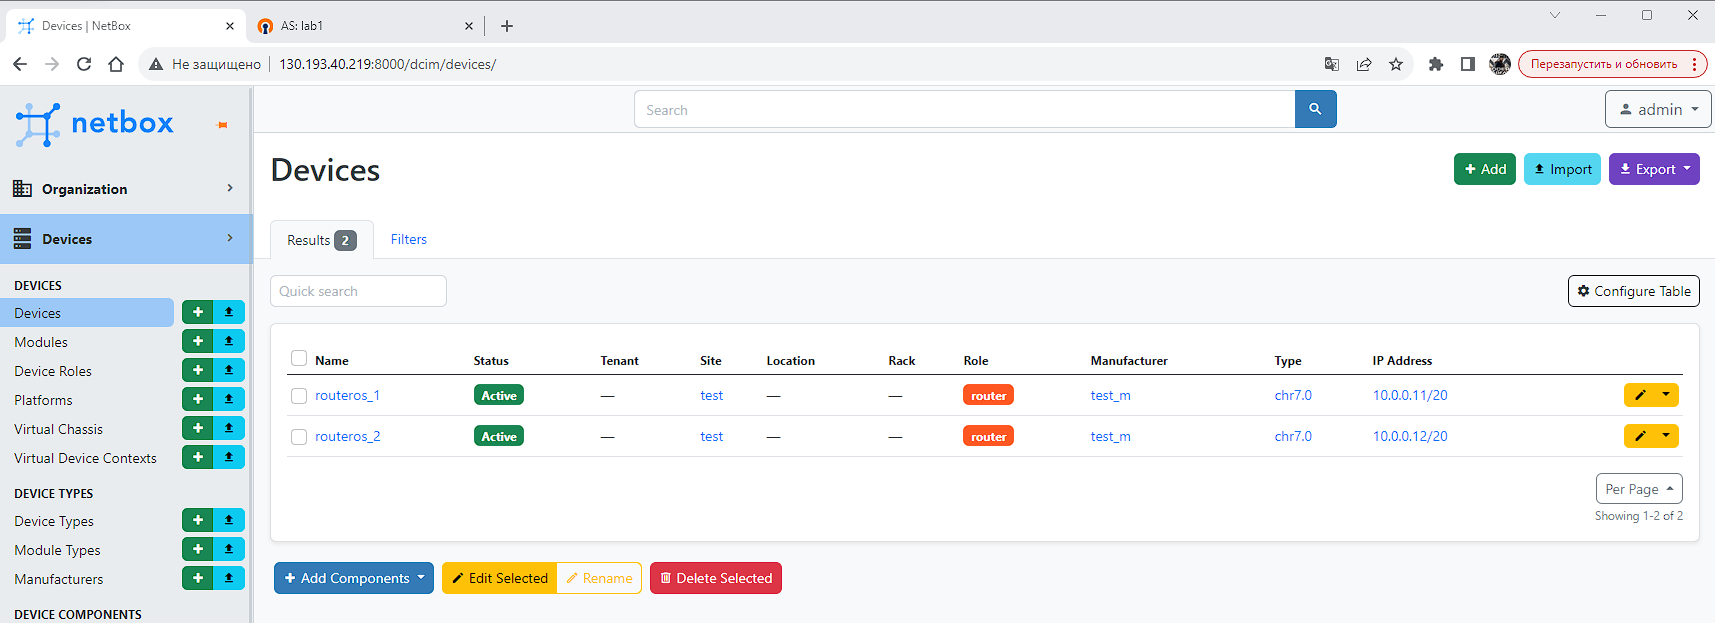 Devices | NetBox
AS: lab1
Не защищено 130.193.40.219:8000/dcim/devices/
Перезапустить и обновить
netbox
Search
admin
Organization
Devices
DEVICES
Devices
Modules
Device Roles
Platforms
Virtual Chassis
Virtual Device Contexts
DEVICE TYPES
Device Types
Module Types
Manufacturers
DEVICE COMPONENTS
Devices
Add Import Export
Results 2 Filters
Quick search
Configure Table
Name Status Tenant Site Location Rack Role Manufacturer Type IP Address
routeros_1 Active — test — — router test_m chr7.0 10.0.0.11/20
routeros_2 Active — test — — router test_m chr7.0 10.0.0.12/20
Per Page
Showing 1-2 of 2
Add Components Edit Selected Rename Delete Selected